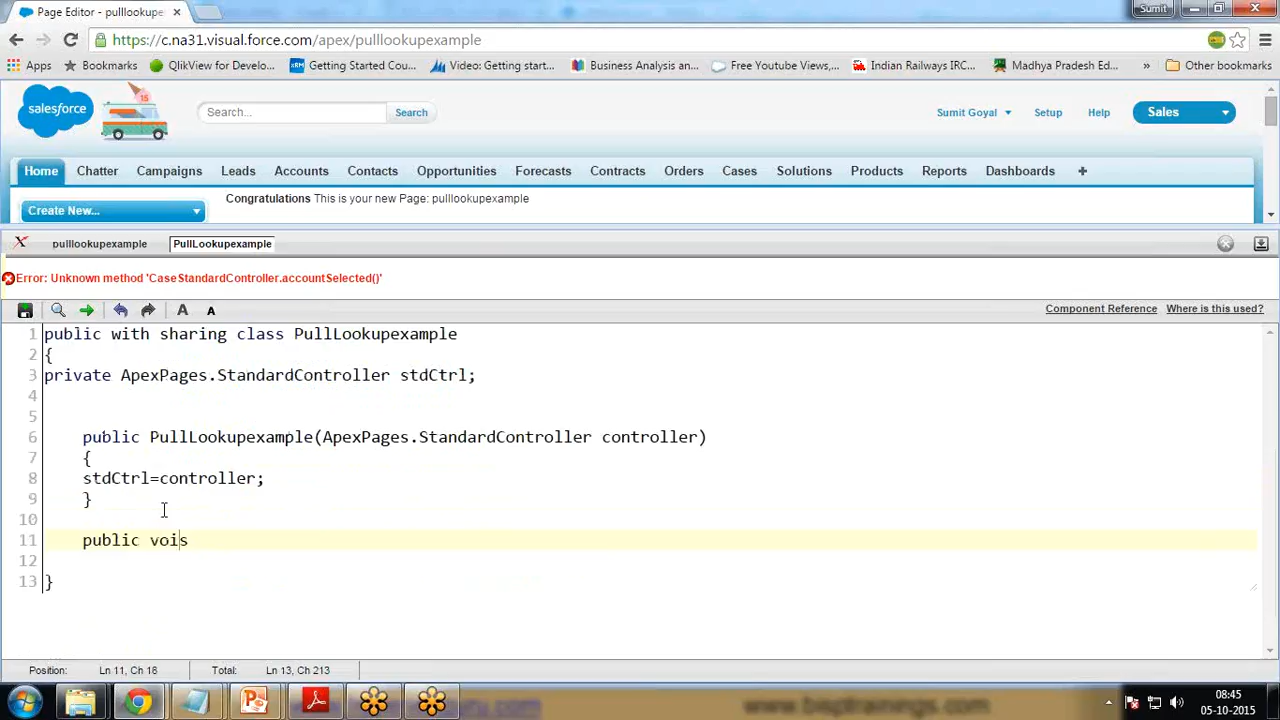 Page Editor - pulllookupe
Sumit
https://c.na31.visual.force.com/apex/pulllookupexample
Apps Bookmarks QlikView for Develo... Getting Started Cou... Video: Getting start... Business Analysis an... Free Youtube Views,... Indian Railways IRC... Madhya Pradesh Ed... » Other bookmarks
salesforce 15 Search... Search Sumit Goyal Setup Help Sales
Home Chatter Campaigns Leads Accounts Contacts Opportunities Forecasts Contracts Orders Cases Solutions Products Reports Dashboards +
Create New... Congratulations This is your new Page: pulllookupexample
pulllookupexample PullLookupexample
Error: Unknown method 'CaseStandardController.accountSelected()'
A A Component Reference Where is this used?
1 public with sharing class PullLookupexample
2 {
3 private ApexPages.StandardController stdCtrl;
4
5
6 public PullLookupexample(ApexPages.StandardController controller)
7 {
8 stdCtrl=controller;
9 }
10
11 public vois
12
13 }
Position: Ln 11, Ch 16 Total: Ln 13, Ch 213
www.bisptrainings.com
08:45
05-10-2015